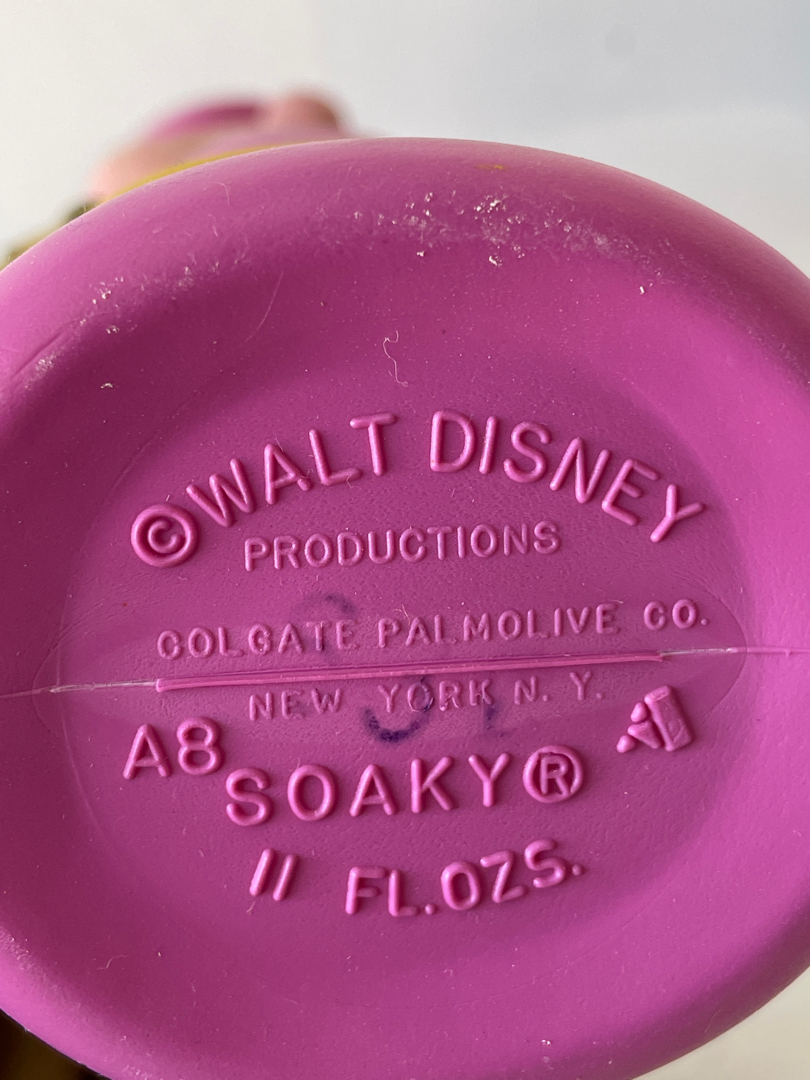 ©WALT DISNEY
PRODUCTIONS
COLGATE PALMOLIVE CO.
NEW YORK N. Y.
A8
SOAKY®
11 FL.OZS.